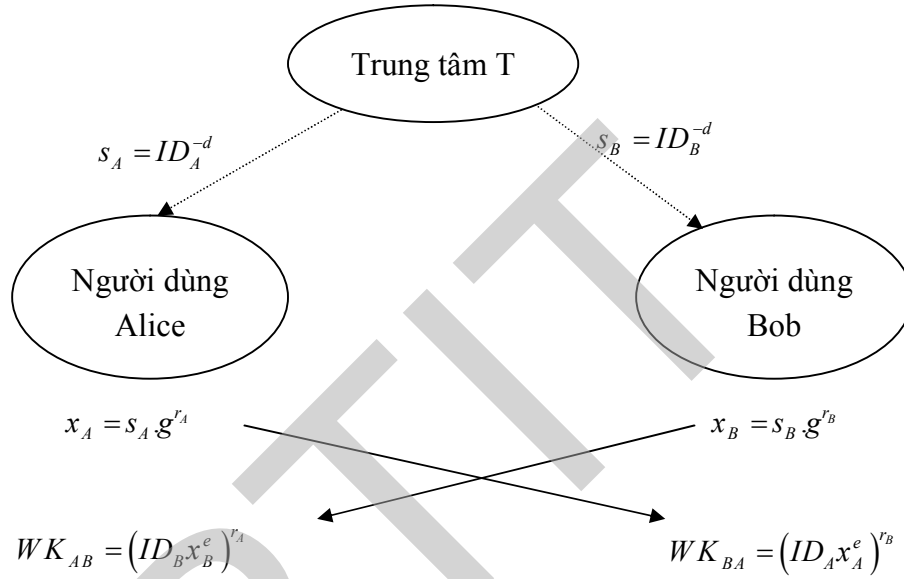 Trung tâm T
s_A = ID_A^{-d}
s_B = ID_B^{-d}
Người dùng
Alice
Người dùng
Bob
x_A = s_A.g^{r_A}
x_B = s_B.g^{r_B}
WK_{AB} = (ID_B x_B^e)^{r_A}
WK_{BA} = (ID_A x_A^e)^{r_B}
PTIT